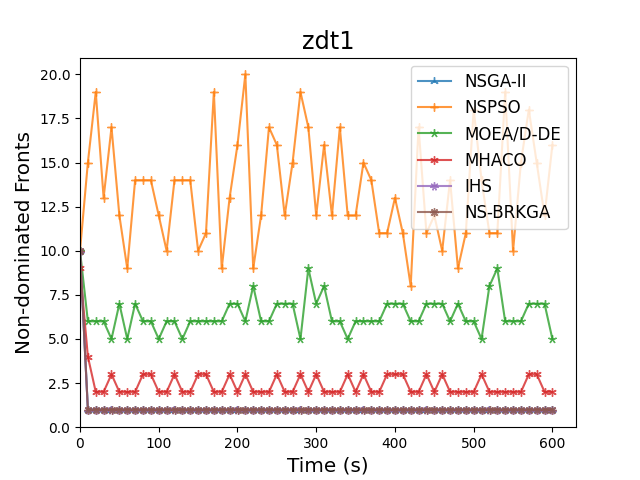 zdt1
Non-dominated Fronts
20.0
17.5
15.0
12.5
10.0
7.5
5.0
2.5
0.0
NSGA-II
NSPSO
MOEA/D-DE
MHACO
IHS
NS-BRKGA
0 100 200 300 400 500 600
Time (s)